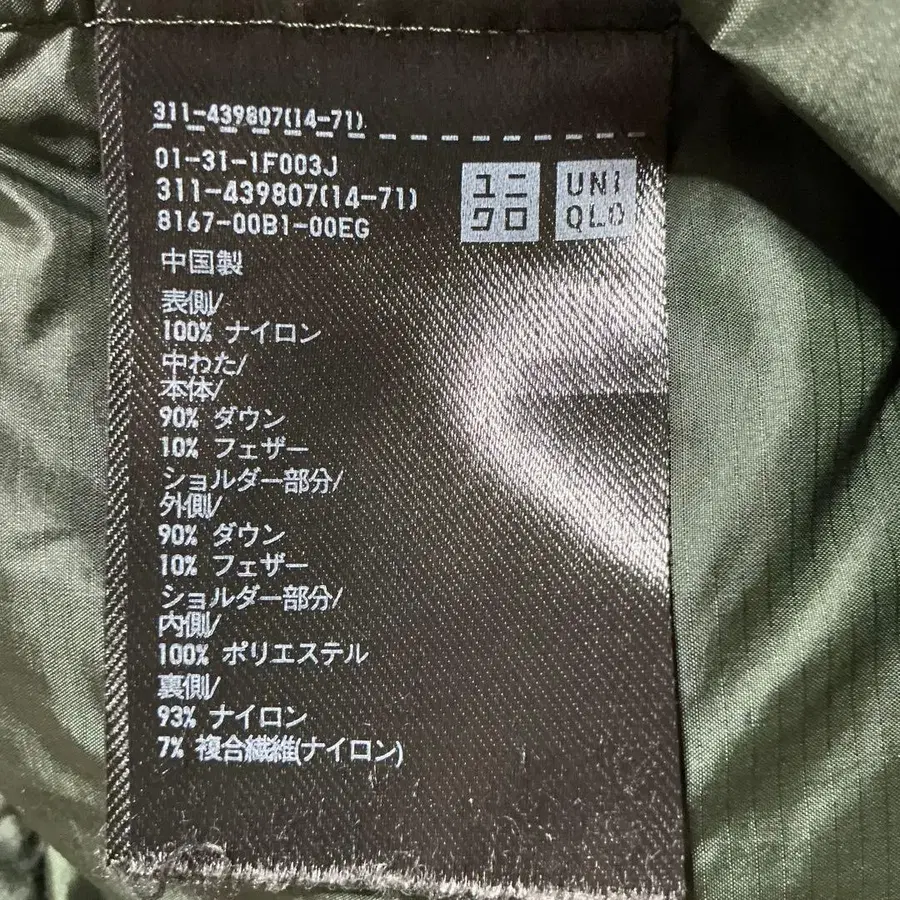 311-439807(14-71)
01-31-1F003J
311-439807(14-71)
8167-00B1-00EG
ユニ
クロ
UNI
QLO
中国製
表側/
100% ナイロン
中わた/
本体/
90% ダウン
10% フェザー
ショルダー部分/
外側/
90% ダウン
10% フェザー
ショルダー部分/
内側/
100% ポリエステル
裏側/
93% ナイロン
7% 複合繊維(ナイロン)